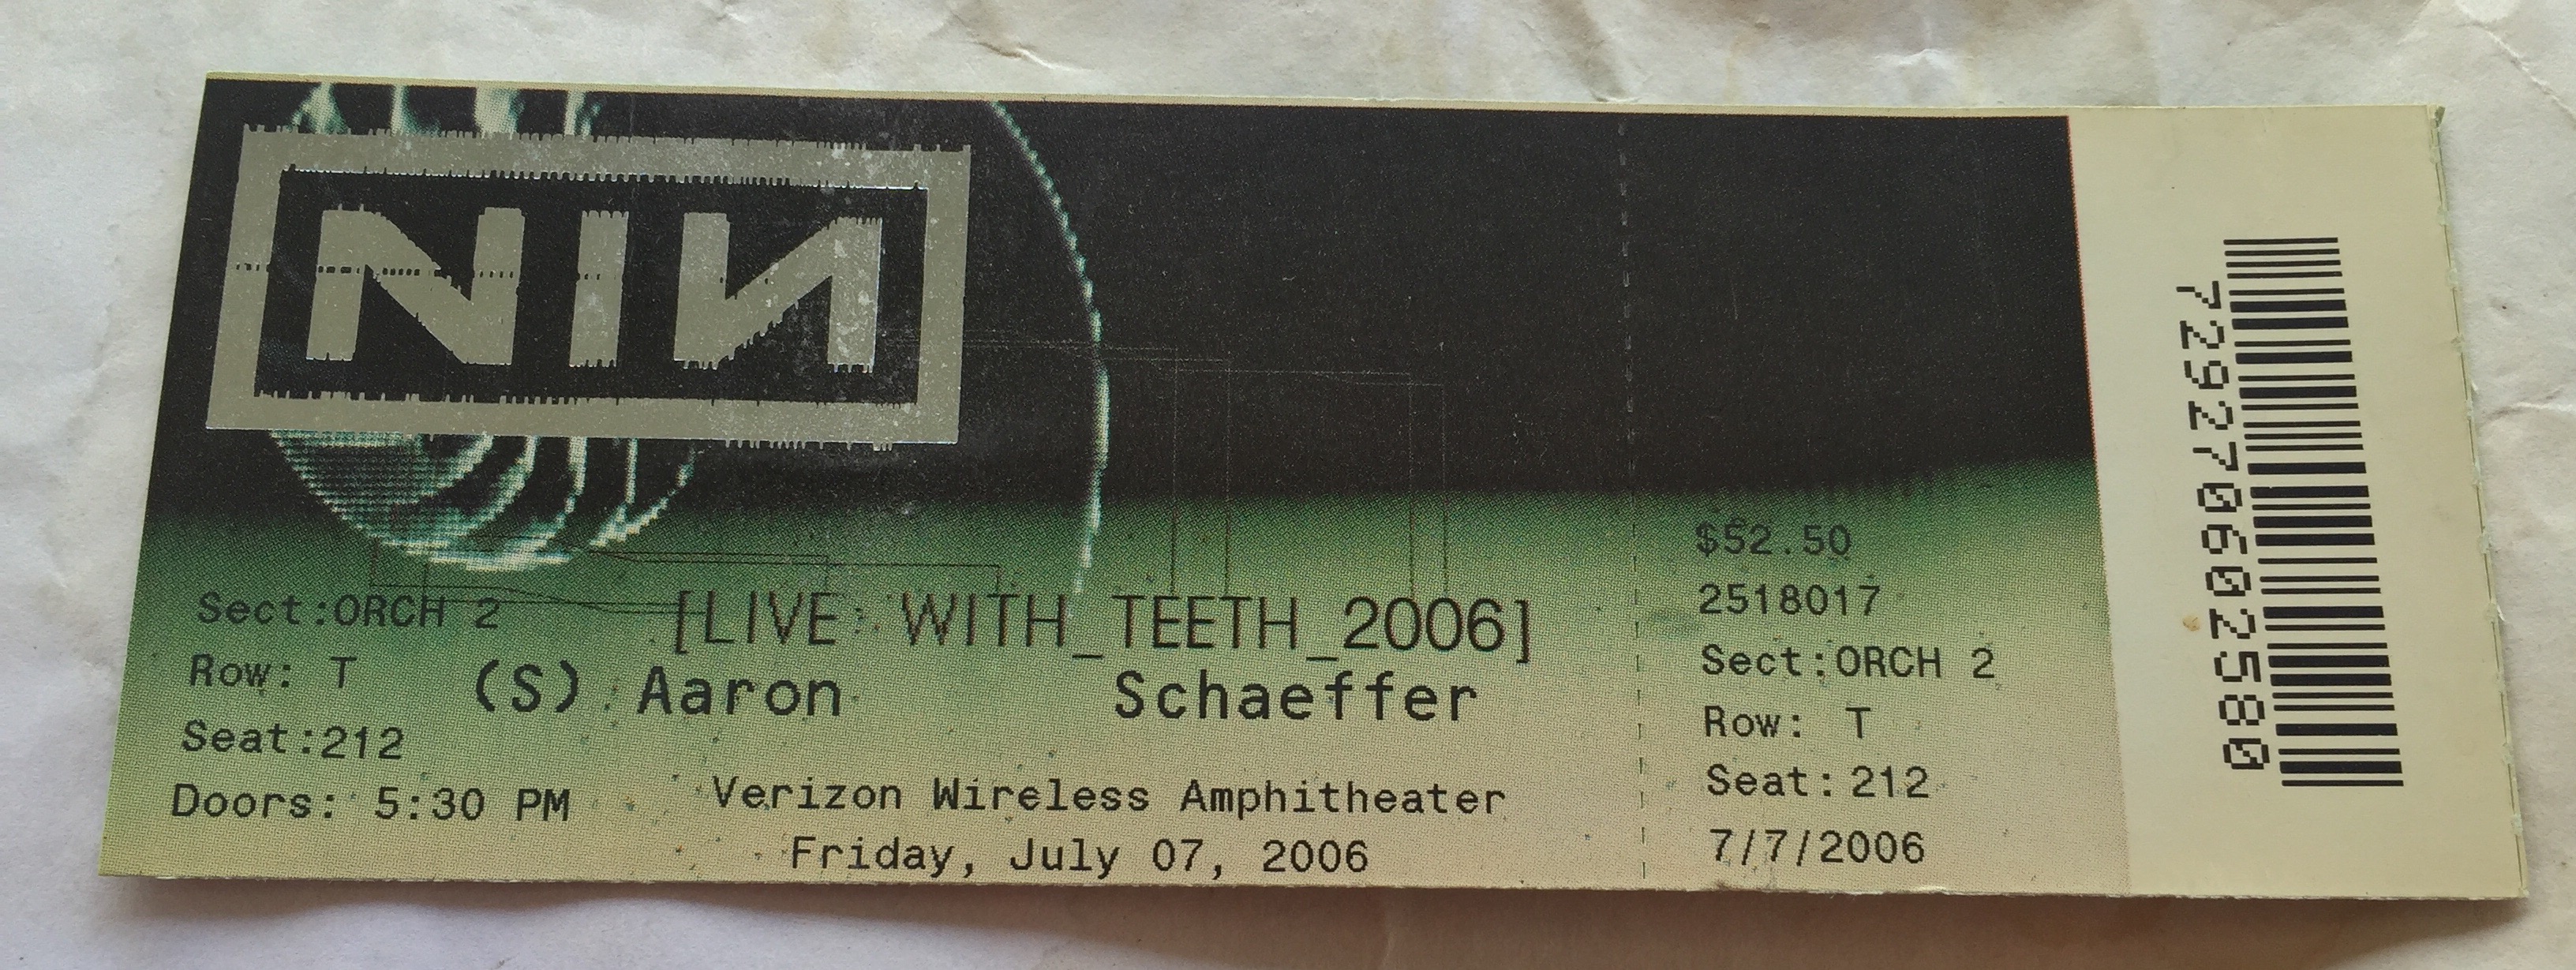 NIN
Sect:ORCH 2
Row: T
Seat:212
Doors: 5:30 PM
[LIVE: WITH_TEETH_2006]
(S) Aaron Schaeffer
Verizon Wireless Amphitheater
Friday, July 07, 2006
$52.50
2518017
Sect:ORCH 2
Row: T
Seat: 212
7/7/2006
729270602580